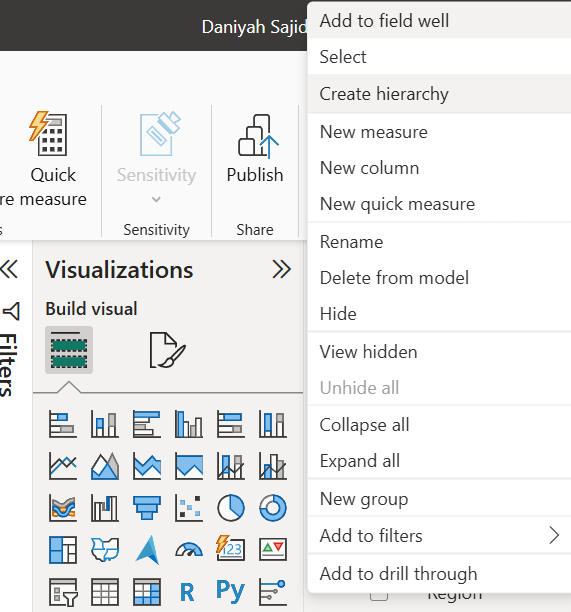 Daniyah Sajid
Add to field well
Select
Create hierarchy
New measure
New column
New quick measure
Rename
Delete from model
Hide
View hidden
Unhide all
Collapse all
Expand all
New group
Add to filters
Add to drill through
Quick
re measure
s
Sensitivity
Sensitivity
Publish
Share
Visualizations
Build visual
Filters
123
R
Py
Region